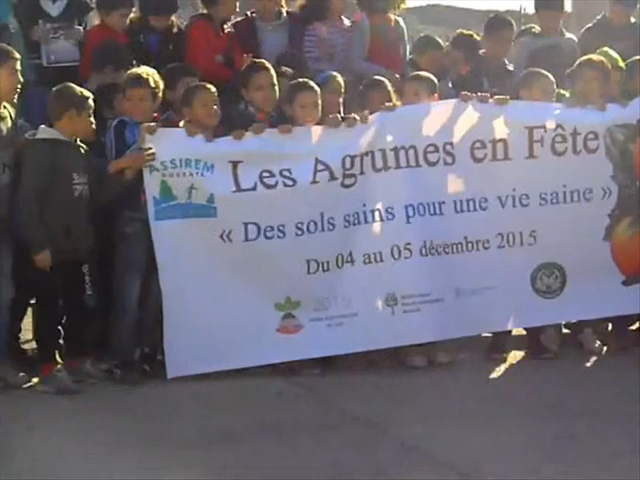 ASSIREM
Les Agrumes en Fête
« Des sols sains pour une vie saine »
Du 04 au 05 décembre 2015
2015